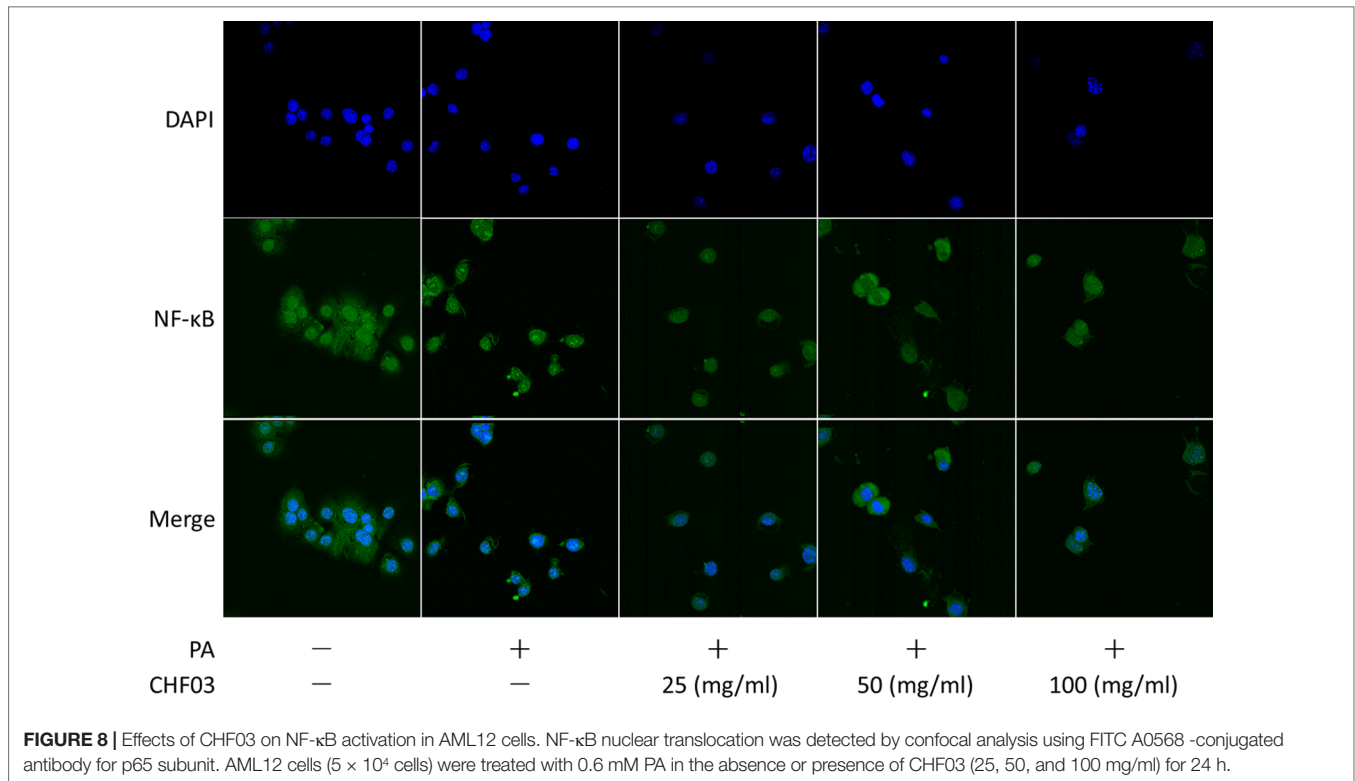 DAPI
NF-κB
Merge
PA — + + + +
CHF03 — — 25 (mg/ml) 50 (mg/ml) 100 (mg/ml)
FIGURE 8 | Effects of CHF03 on NF-κB activation in AML12 cells. NF-κB nuclear translocation was detected by confocal analysis using FITC A0568 -conjugated
antibody for p65 subunit. AML12 cells (5 × 10⁴ cells) were treated with 0.6 mM PA in the absence or presence of CHF03 (25, 50, and 100 mg/ml) for 24 h.